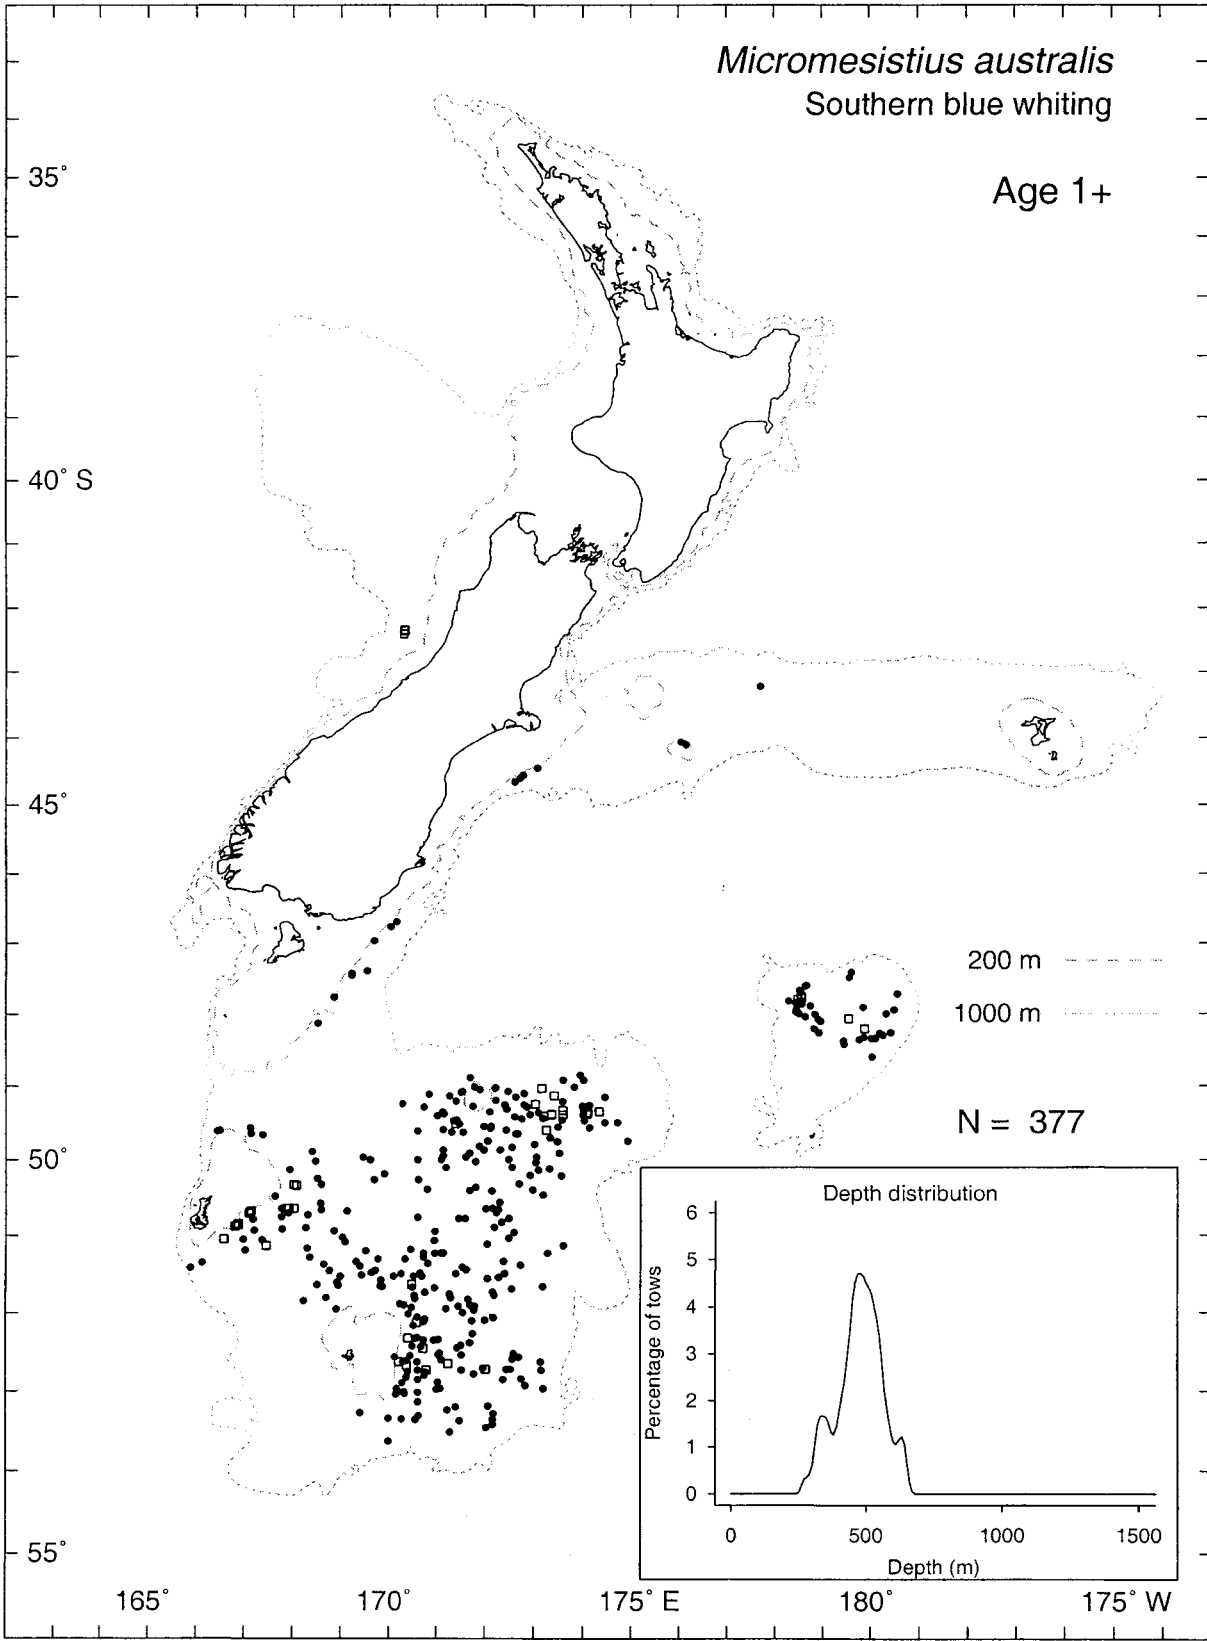 Micromesistius australis
Southern blue whiting
Age 1+
35°
40° S
45°
200 m
1000 m
N = 377
50°
Depth distribution
6
5
4
3
2
1
0
Percentage of tows
0 500 1000 1500
Depth (m)
55°
165° 170° 175° E 180° 175° W